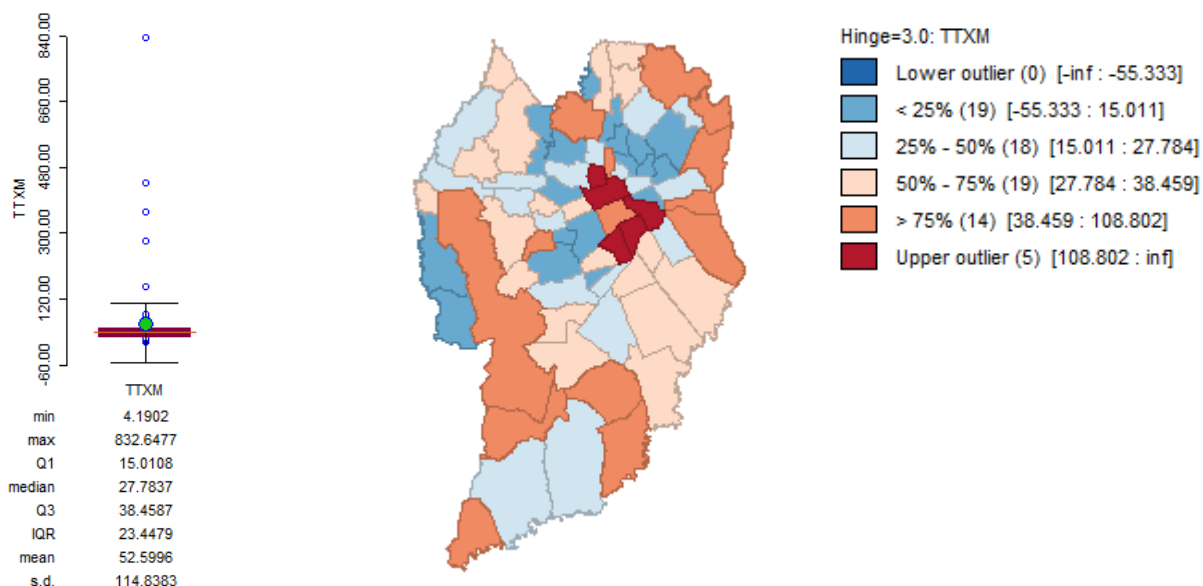 840.00
660.00
480.00
300.00
120.00
-60.00
TTXM
TTXM
min 4.1902
max 832.6477
Q1 15.0108
median 27.7837
Q3 38.4587
IQR 23.4479
mean 52.5996
s.d. 114.8383
Hinge=3.0: TTXM
Lower outlier (0) [-inf : -55.333]
< 25% (19) [-55.333 : 15.011]
25% - 50% (18) [15.011 : 27.784]
50% - 75% (19) [27.784 : 38.459]
> 75% (14) [38.459 : 108.802]
Upper outlier (5) [108.802 : inf]